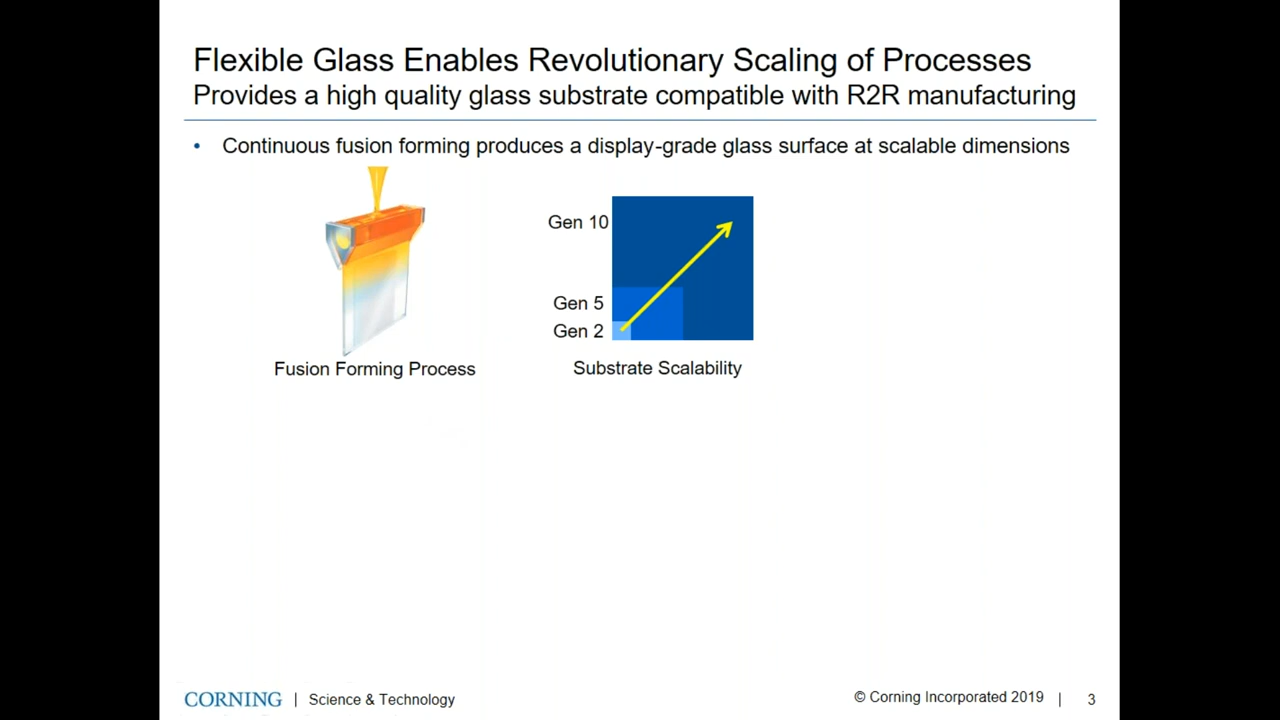 Flexible Glass Enables Revolutionary Scaling of Processes
Provides a high quality glass substrate compatible with R2R manufacturing
• Continuous fusion forming produces a display-grade glass surface at scalable dimensions
Gen 10
Gen 5
Gen 2
Fusion Forming Process
Substrate Scalability
CORNING | Science & Technology
© Corning Incorporated 2019 | 3